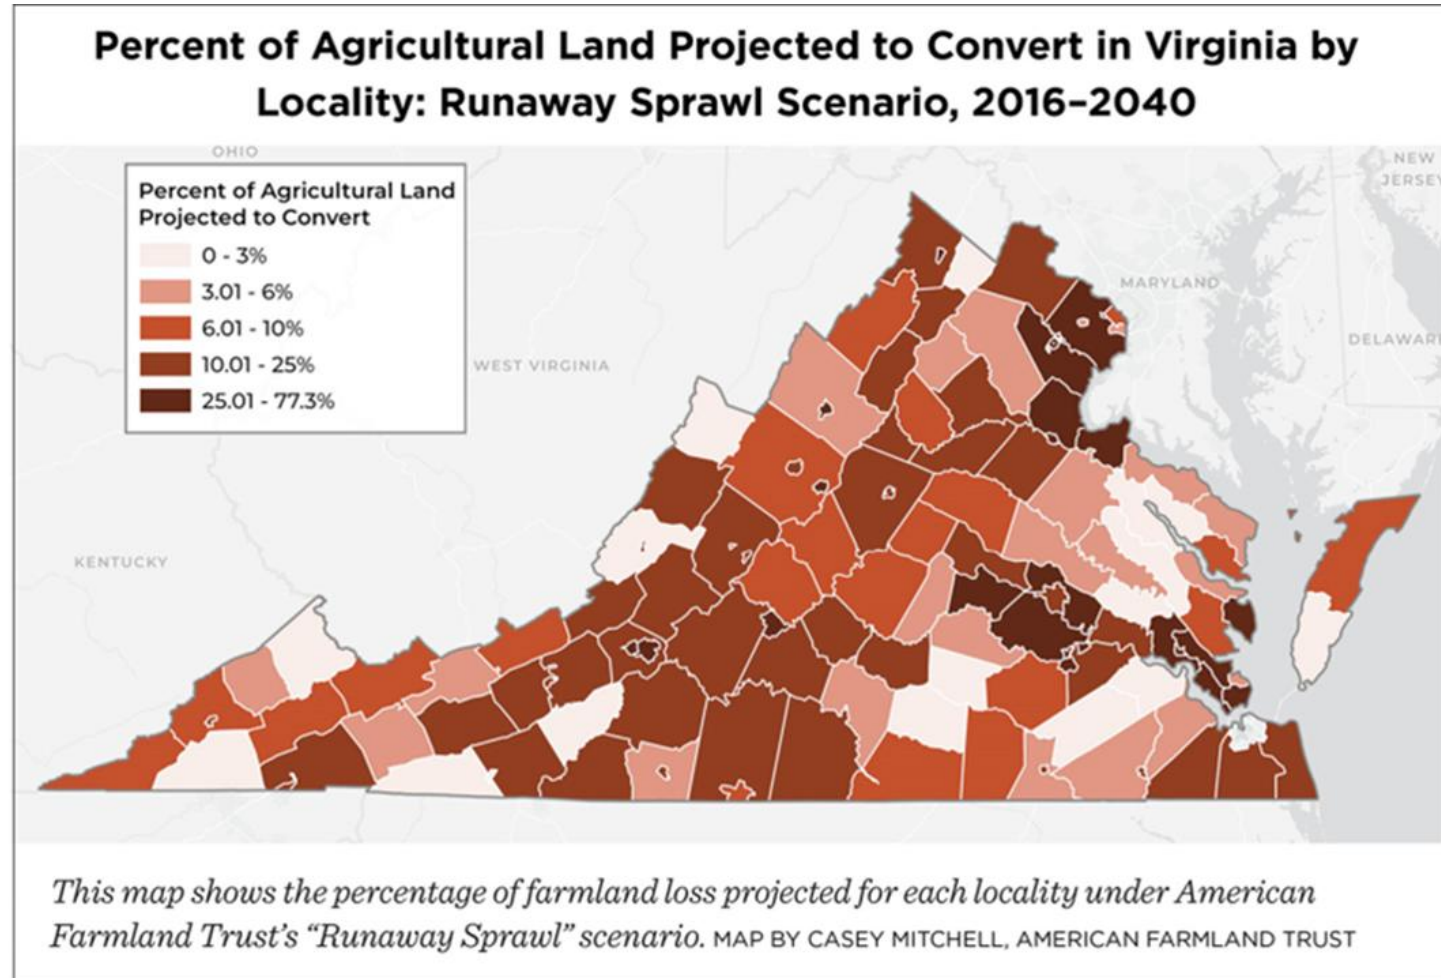 Percent of Agricultural Land Projected to Convert in Virginia by
Locality: Runaway Sprawl Scenario, 2016–2040
OHIO
NEW
JERSEY
Percent of Agricultural Land
Projected to Convert
0 - 3%
3.01 - 6%
6.01 - 10%
10.01 - 25%
25.01 - 77.3%
MARYLAND
DELAWARE
WEST VIRGINIA
KENTUCKY
This map shows the percentage of farmland loss projected for each locality under American
Farmland Trust’s “Runaway Sprawl” scenario. MAP BY CASEY MITCHELL, AMERICAN FARMLAND TRUST